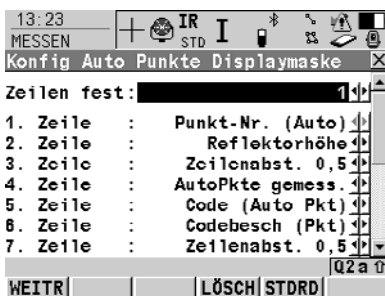 13:23
MESSEN
IR
STD
I
Konfig Auto Punkte Displaymaske X
Zeilen fest: 1
1. Zeile : Punkt-Nr. (Auto)
2. Zeile : Reflektorhöhe
3. Zeile : Zeilenabst. 0,5
4. Zeile : AutoPkte gemess.
5. Zeile : Code (Auto Pkt)
6. Zeile : Codebesch (Pkt)
7. Zeile : Zeilenabst. 0,5
Q2a
WEITR LÖSCH STDRD